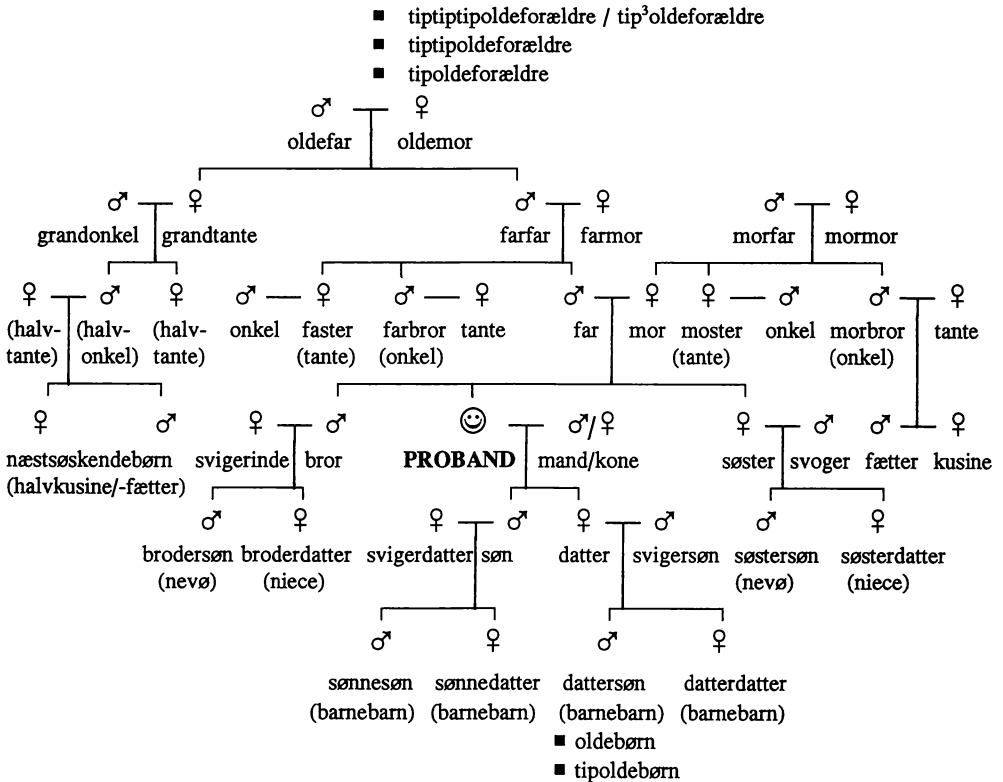 ■ tiptiptipoldeforældre / tip³oldeforældre
■ tiptipoldeforældre
■ tipoldeforældre
♂ ♀
oldefar oldemor
♂ ♀ ♂ ♀ ♂ ♀
grandonkel grandtante farfar farmor morfar mormor
♀ ♂ ♀ ♂ ♀ ♂ ♀ ♂ ♀ ♀ ♂ ♂ ♀
(halv- (halv- (halv- onkel faster farbror tante far mor moster onkel morbror tante
tante) onkel) tante) (tante) (onkel) (tante) (onkel)
♀ ♂ ♀ ♂ ☺ ♂/♀ ♀ ♂ ♂ ♀
næstsøskendebørn svigerinde bror PROBAND mand/kone søster svoger fætter kusine
(halvkusine/-fætter)
♂ ♀ ♀ ♂ ♀ ♂ ♂ ♀
brodersøn broderdatter svigerdatter søn datter svigersøn søstersøn søsterdatter
(nevø) (niece) (nevø) (niece)
♂ ♀ ♂ ♀
sønnesøn sønnedatter dattersøn datterdatter
(barnebarn) (barnebarn) (barnebarn) (barnebarn)
■ oldebørn
■ tipoldebørn